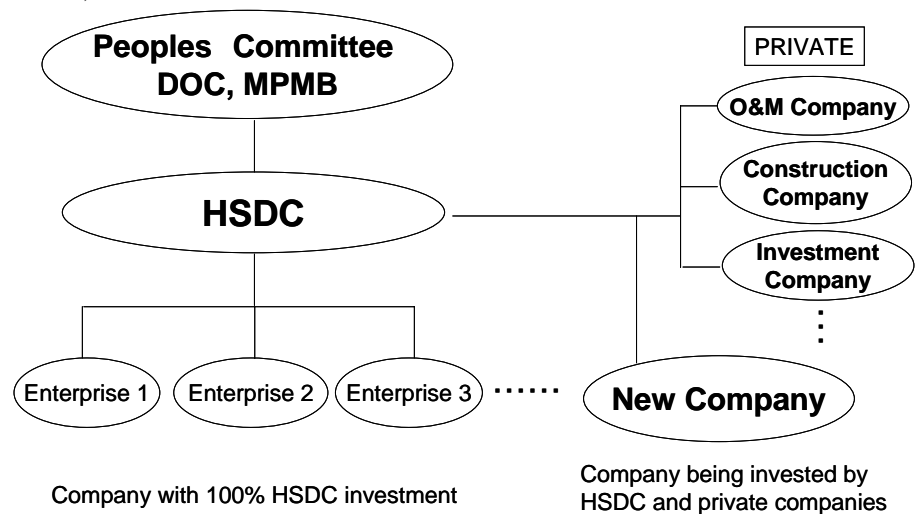 Peoples Committee
DOC, MPMB
PRIVATE
O&M Company
Construction
Company
HSDC
Investment
Company
Enterprise 1
Enterprise 2
Enterprise 3
New Company
Company with 100% HSDC investment
Company being invested by
HSDC and private companies